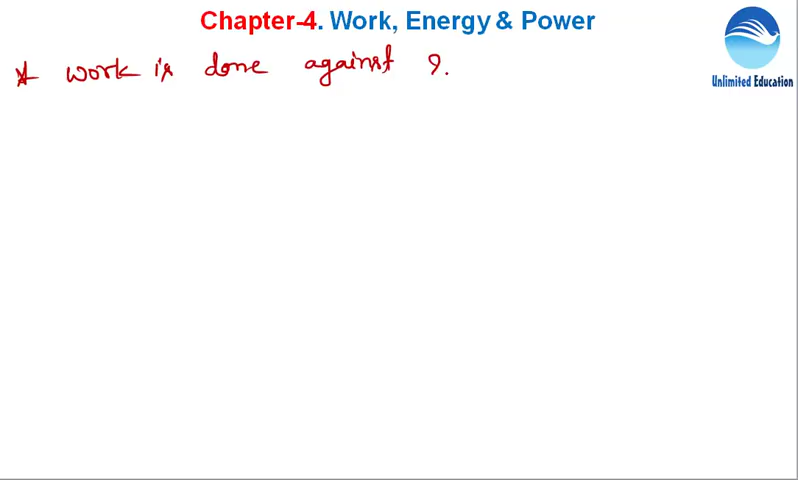 Chapter-4. Work, Energy & Power
Unlimited Education
* work is done against